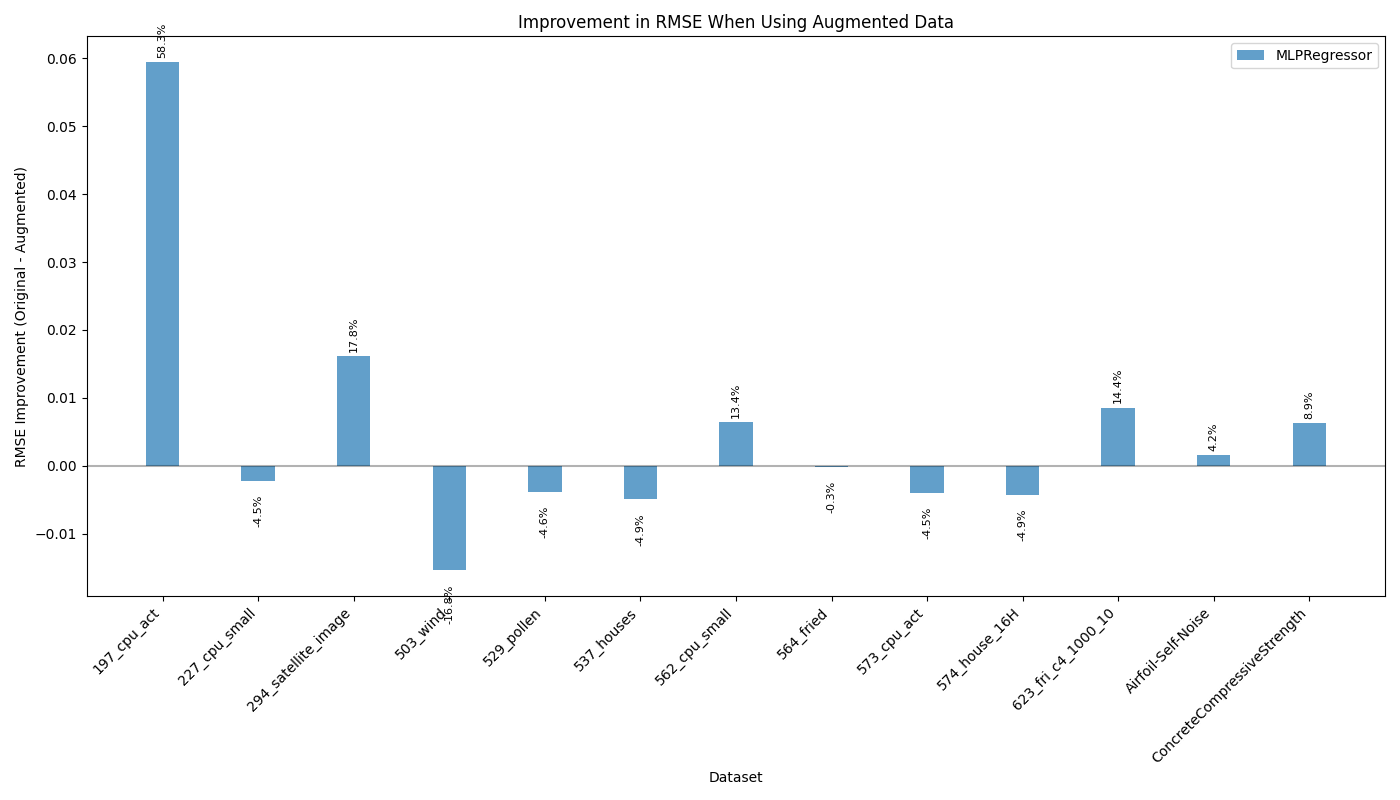 Improvement in RMSE When Using Augmented Data
MLPRegressor
RMSE Improvement (Original - Augmented)
0.06
0.05
0.04
0.03
0.02
0.01
0.00
−0.01
58.3%
-4.5%
17.8%
-16.8%
-4.6%
-4.9%
13.4%
-0.3%
-4.5%
-4.9%
14.4%
4.2%
8.9%
197_cpu_act
227_cpu_small
294_satellite_image
503_wind
529_pollen
537_houses
562_cpu_small
564_fried
573_cpu_act
574_house_16H
623_fri_c4_1000_10
Airfoil-Self-Noise
ConcreteCompressiveStrength
Dataset